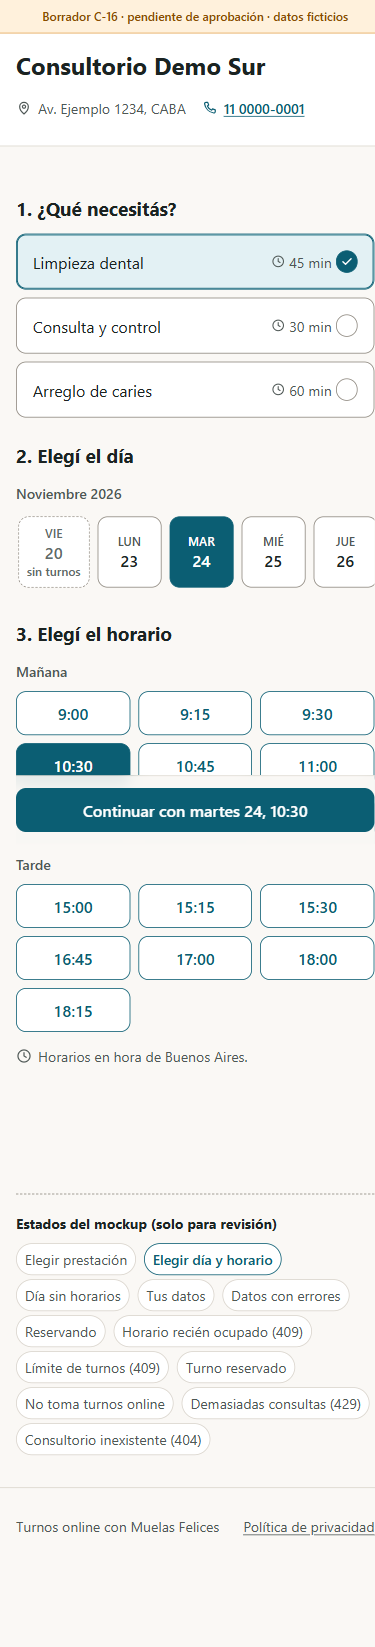 Borrador C-16 · pendiente de aprobación · datos ficticios
Consultorio Demo Sur
Av. Ejemplo 1234, CABA 11 0000-0001
1. ¿Qué necesitás?
Limpieza dental 45 min
Consulta y control 30 min
Arreglo de caries 60 min
2. Elegí el día
Noviembre 2026
VIE LUN MAR MIÉ JUE
20 23 24 25 26
sin turnos
3. Elegí el horario
Mañana
9:00 9:15 9:30
10:30 10:45 11:00
Continuar con martes 24, 10:30
Tarde
15:00 15:15 15:30
16:45 17:00 18:00
18:15
Horarios en hora de Buenos Aires.
Estados del mockup (solo para revisión)
Elegir prestación Elegir día y horario
Día sin horarios Tus datos Datos con errores
Reservando Horario recién ocupado (409)
Límite de turnos (409) Turno reservado
No toma turnos online Demasiadas consultas (429)
Consultorio inexistente (404)
Turnos online con Muelas Felices Política de privacidad